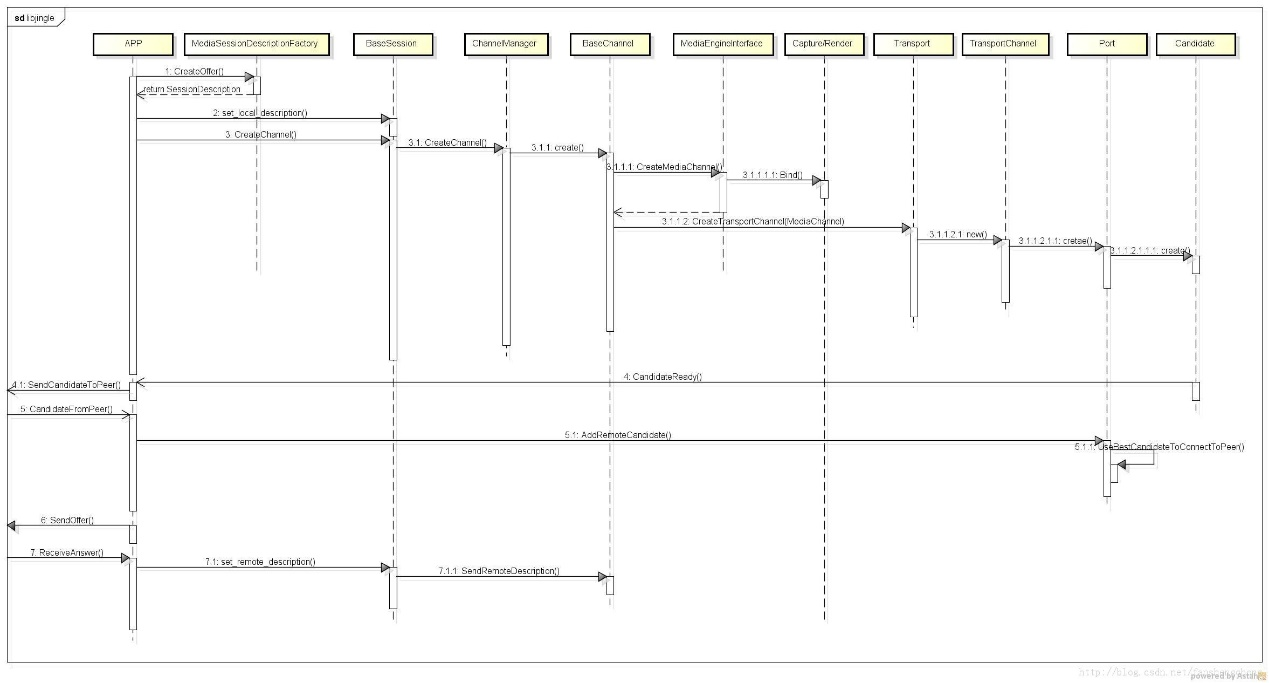 sd libjingle
APP
MediaSessionDescriptionFactory
BaseSession
ChannelManager
BaseChannel
MediaEngineInterface
Capture/Render
Transport
TransportChannel
Port
Candidate
1: CreateOffer()
return SessionDescription
2: set_local_description()
3: CreateChannel()
3.1: CreateChannel()
3.1.1: create()
3.1.1.1: CreateMediaChannel()
3.1.1.1.1: Bind()
3.1.1.2: CreateTransportChannel(MediaChannel)
3.1.1.2.1: new()
3.1.1.2.1.1: cretae()
3.1.1.2.1.1.1: create()
4: CandidateReady()
4.1: SendCandidateToPeer()
5: CandidateFromPeer()
5.1: AddRemoteCandidate()
5.1.1: UseBestCandidateToConnectToPeer()
6: SendOffer()
7: ReceiveAnswer()
7.1: set_remote_description()
7.1.1: SendRemoteDescription()
powered by Astah